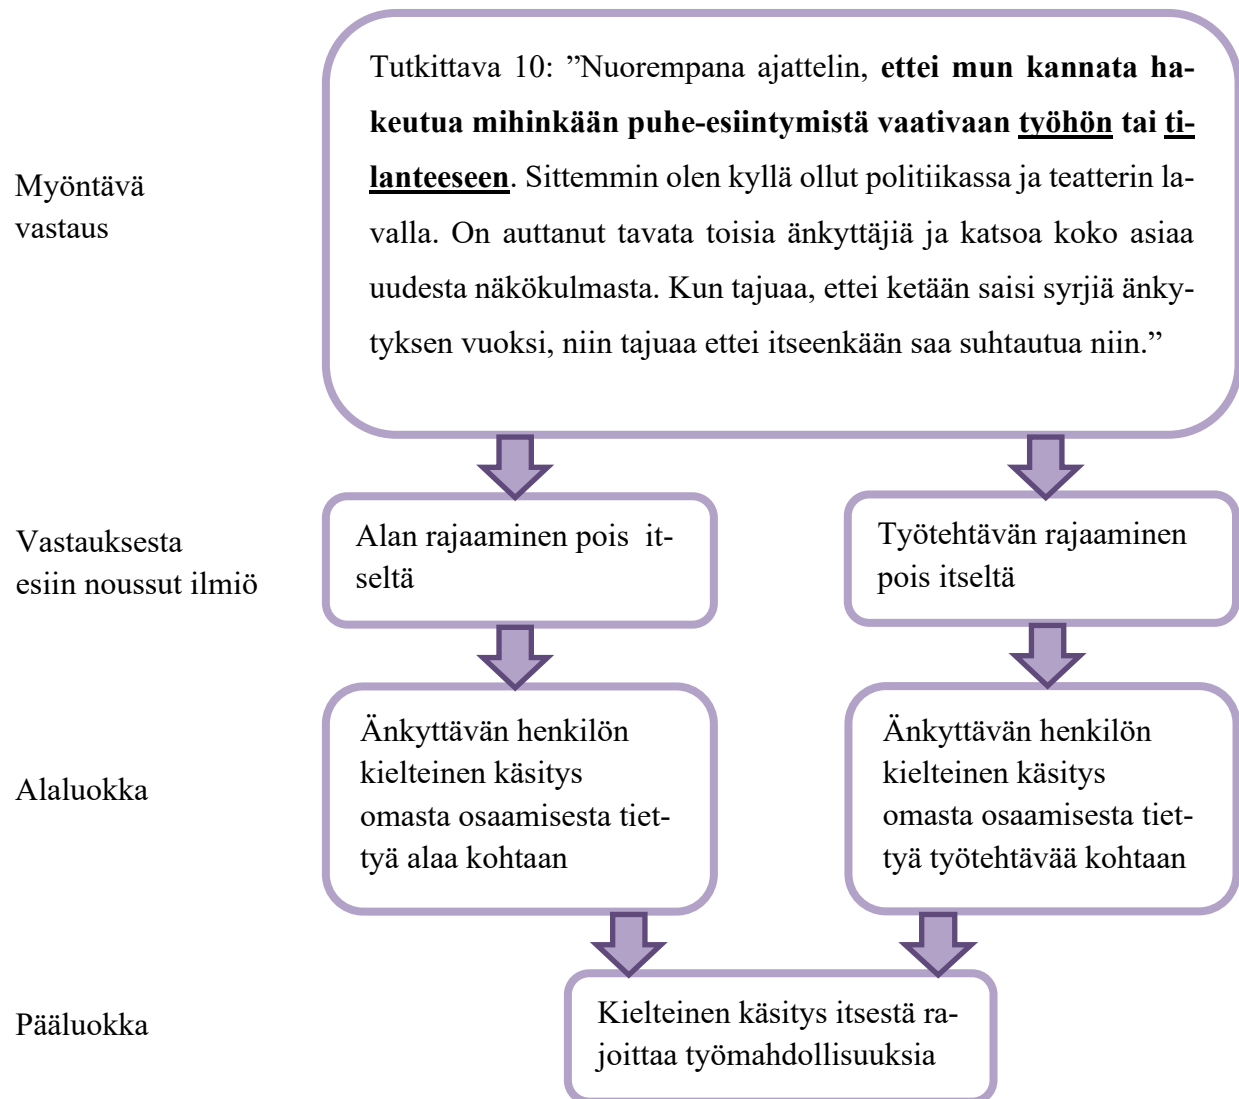 Tutkittava 10: ”Nuorempana ajattelin, ettei mun kannata ha-
keutua mihinkään puhe-esiintymistä vaativaan työhön tai ti-
lanteeseen. Sittemmin olen kyllä ollut politiikassa ja teatterin la-
valla. On auttanut tavata toisia änkyttäjiä ja katsoa koko asiaa
uudesta näkökulmasta. Kun tajuaa, ettei ketään saisi syrjiä änky-
tyksen vuoksi, niin tajuaa ettei itseenkään saa suhtautua niin.”
Myöntävä
vastaus
Vastauksesta
esiin noussut ilmiö
Alan rajaaminen pois it-
seltä
Työtehtävän rajaaminen
pois itseltä
Alaluokka
Änkyttävän henkilön
kielteinen käsitys
omasta osaamisesta tiet-
tyä alaa kohtaan
Änkyttävän henkilön
kielteinen käsitys
omasta osaamisesta tiet-
tyä työtehtävää kohtaan
Pääluokka
Kielteinen käsitys itsestä ra-
joittaa työmahdollisuuksia